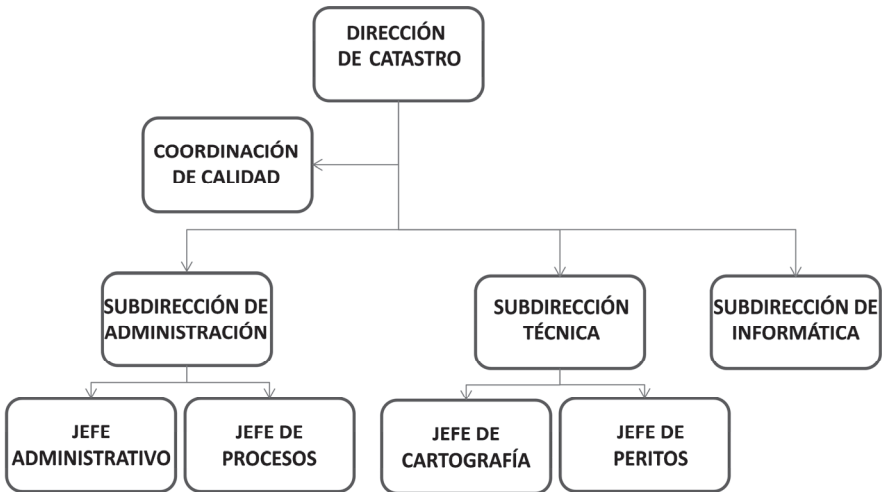 DIRECCIÓN
DE CATASTRO
COORDINACIÓN
DE CALIDAD
SUBDIRECCIÓN DE
ADMINISTRACIÓN
SUBDIRECCIÓN
TÉCNICA
SUBDIRECCIÓN DE
INFORMÁTICA
JEFE
ADMINISTRATIVO
JEFE DE
PROCESOS
JEFE DE
CARTOGRAFÍA
JEFE DE
PERITOS